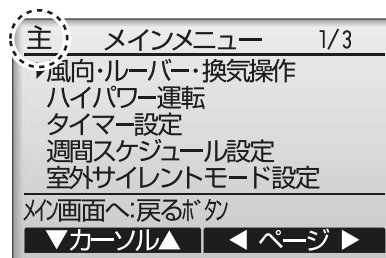 主 メインメニュー 1/3
▶風向・ルーバー・換気操作
ハイパワー運転
タイマー設定
週間スケジュール設定
室外サイレントモード設定
メイン画面へ:戻るボタン
▼カーソル▲ ◀ ページ ▶